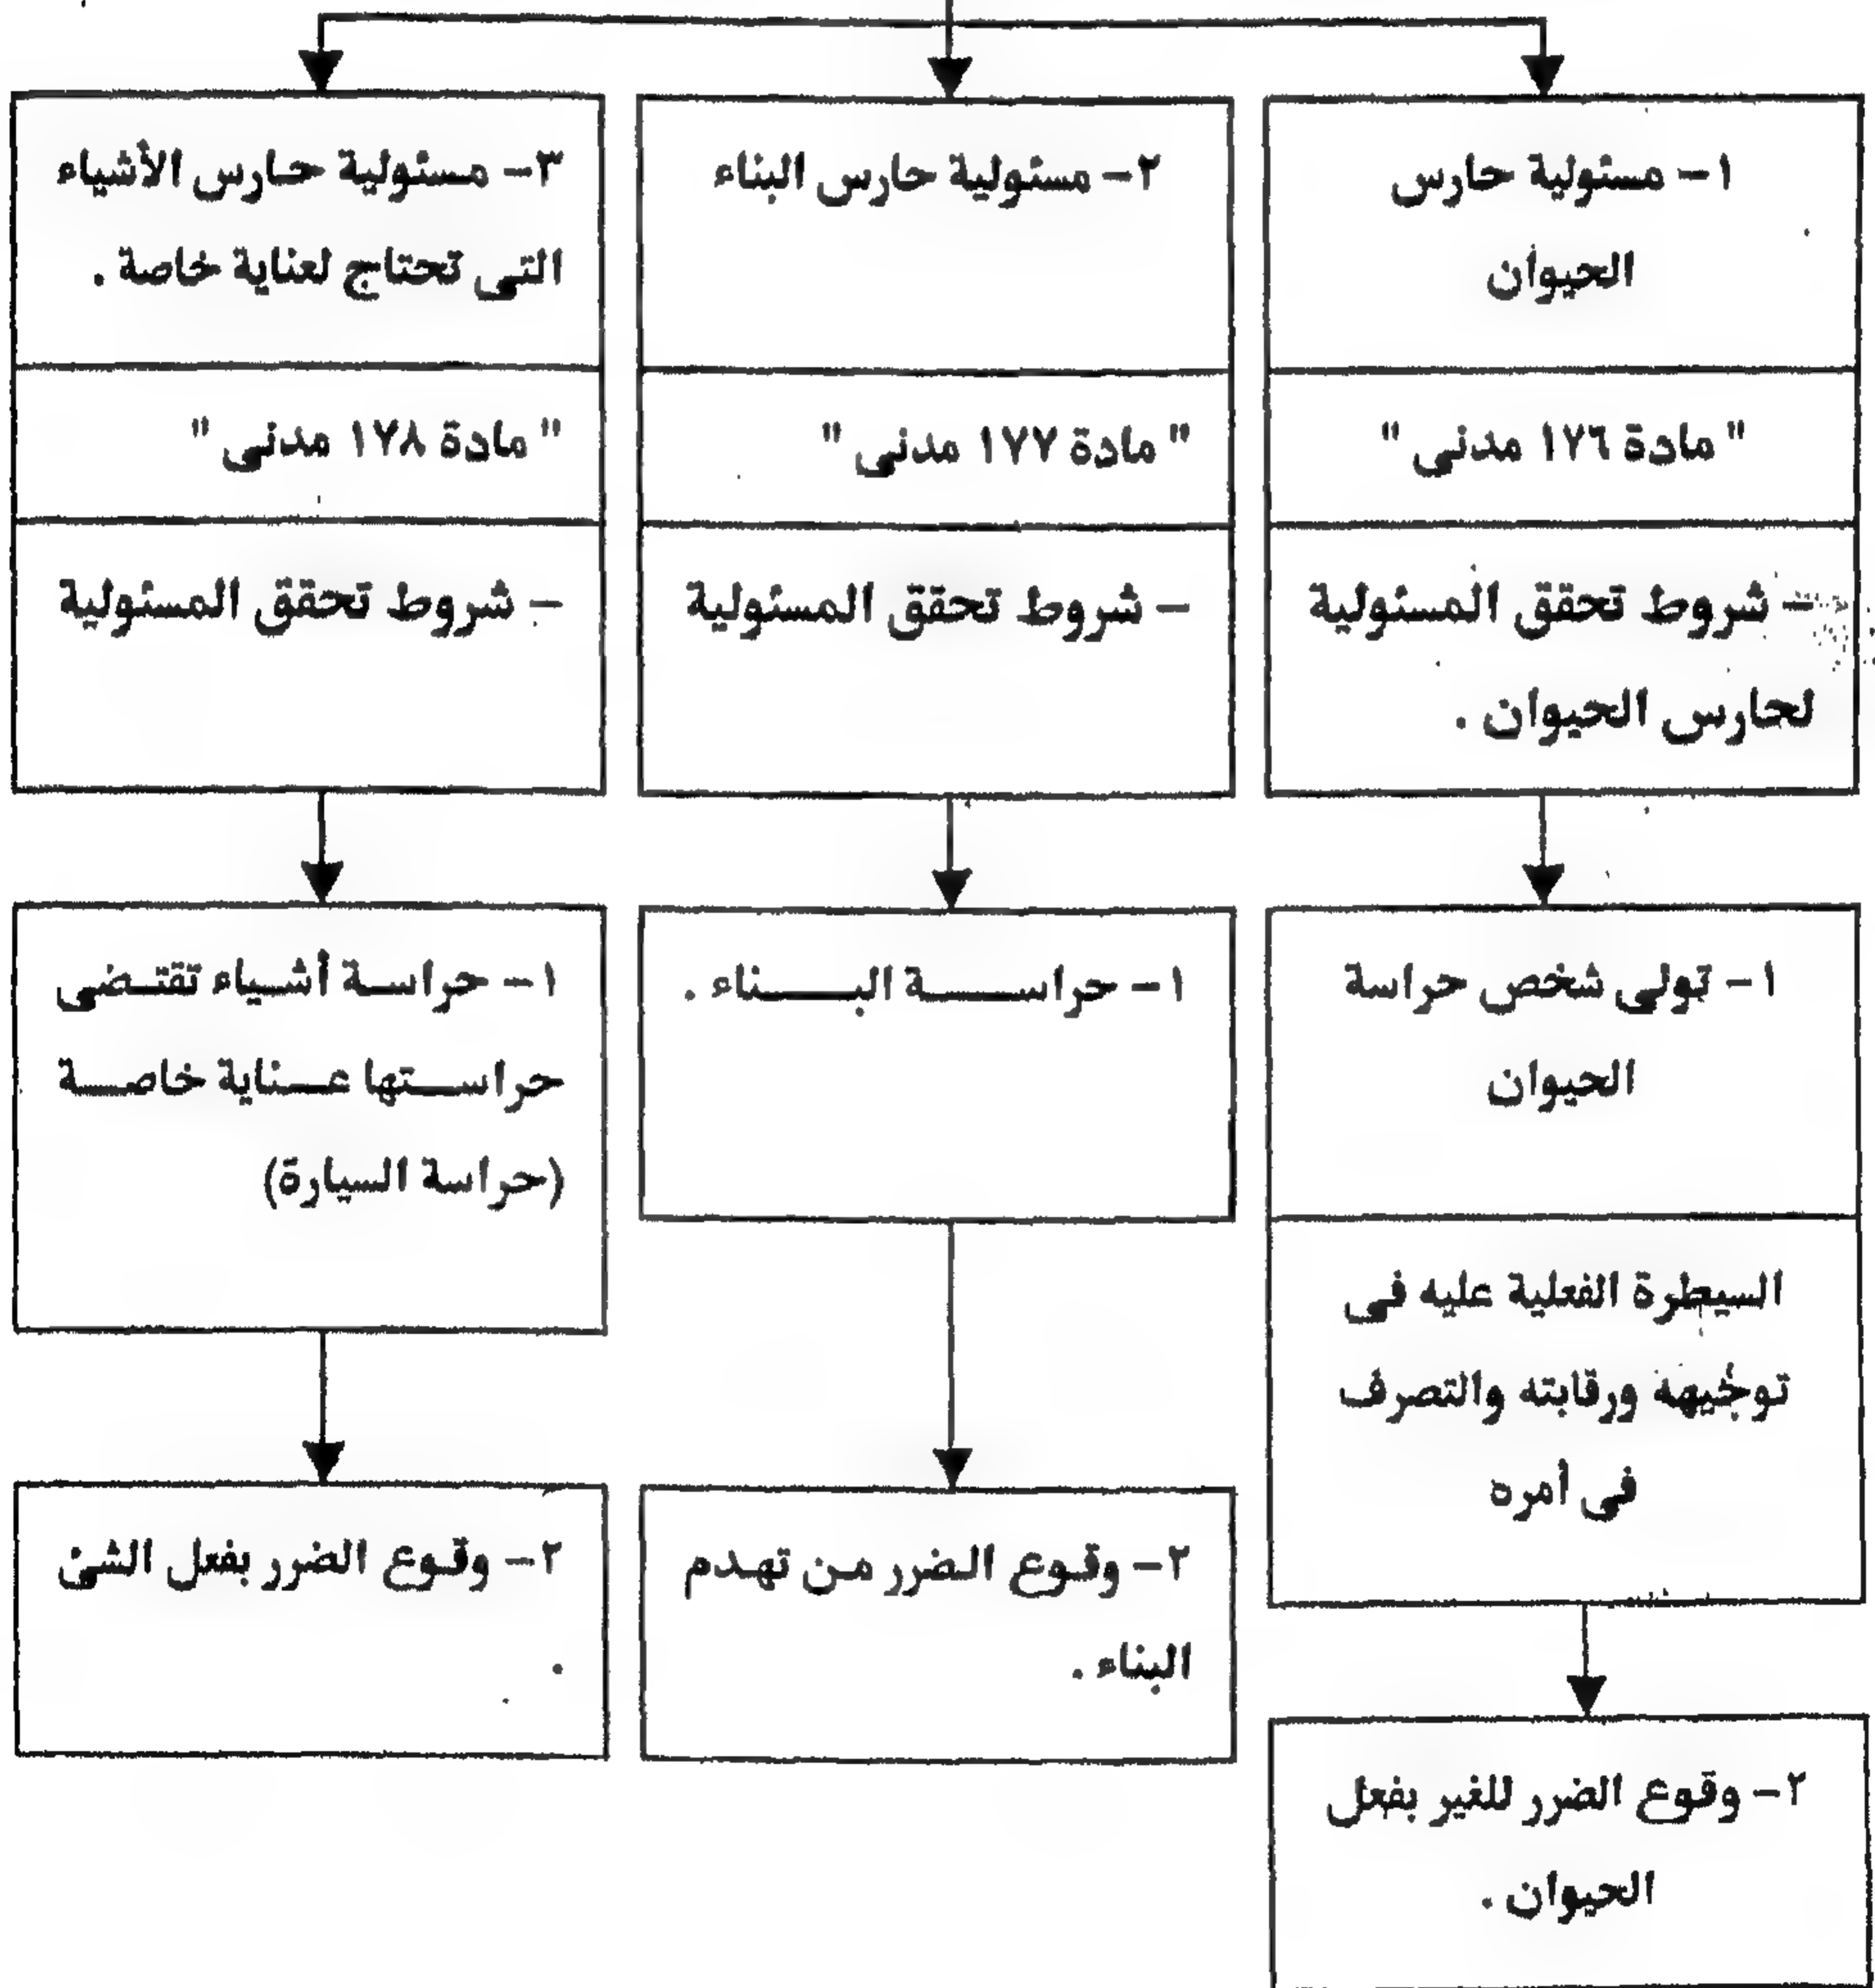 ١- مسئولية حارس
الحيوان
" مادة ١٧٦ مدنى "
- شروط تحقق المسئولية
لحارس الحيوان .
١- تولى شخص حراسة
الحيوان
السيطرة الفعلية عليه فى
توجيهه ورقابته والتصرف
فى أمره
٢- وقوع الضرر للغير بفعل
الحيوان .
٢- مسئولية حارس البناء
" مادة ١٧٧ مدنى "
- شروط تحقق المسئولية
١- حراسة البناء .
٢- وقوع الضرر من تهدم
البناء .
٣- مسئولية حارس الأشياء
التى تحتاج لعناية خاصة .
" مادة ١٧٨ مدنى "
- شروط تحقق المسئولية
١- حراسة أشياء تقتضى
حراستها عناية خاصة
(حراسة السيارة)
٢- وقوع الضرر بفعل الشئ
.